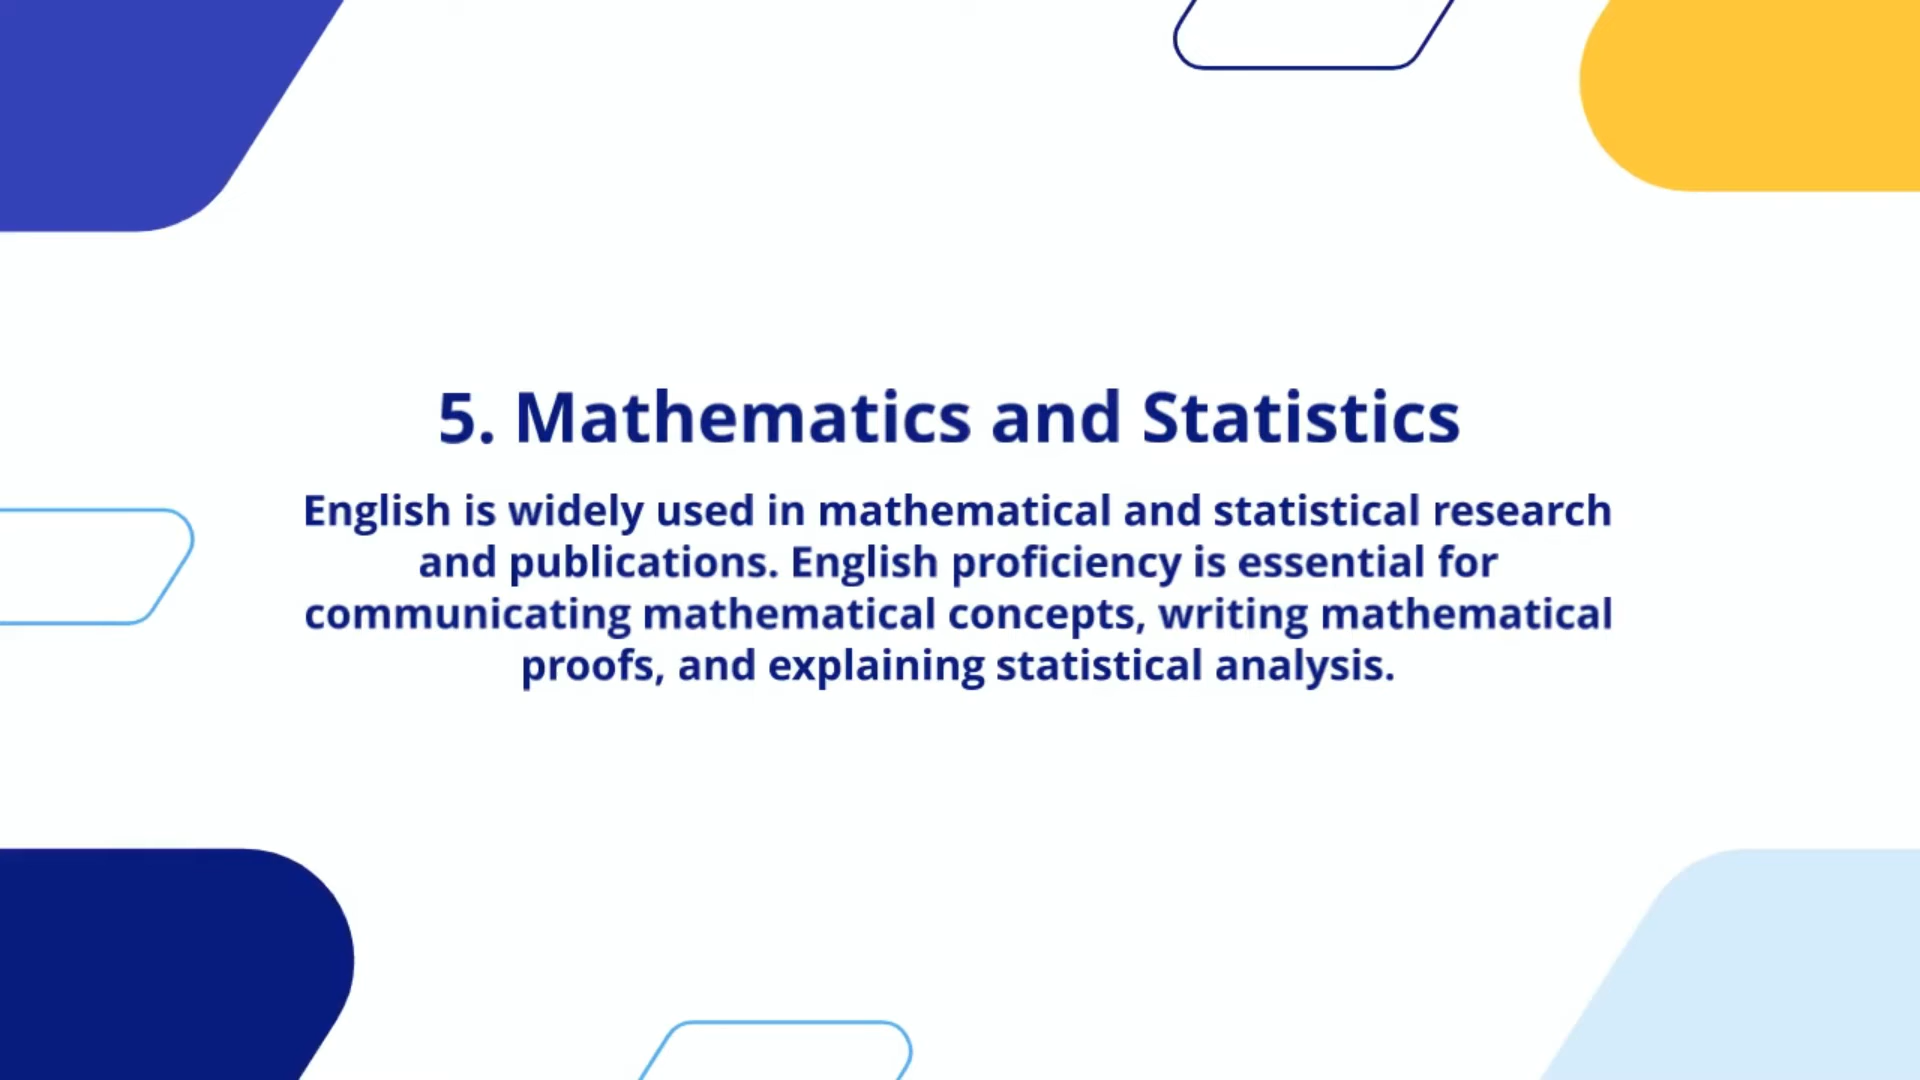 5. Mathematics and Statistics
English is widely used in mathematical and statistical research
and publications. English proficiency is essential for
communicating mathematical concepts, writing mathematical
proofs, and explaining statistical analysis.